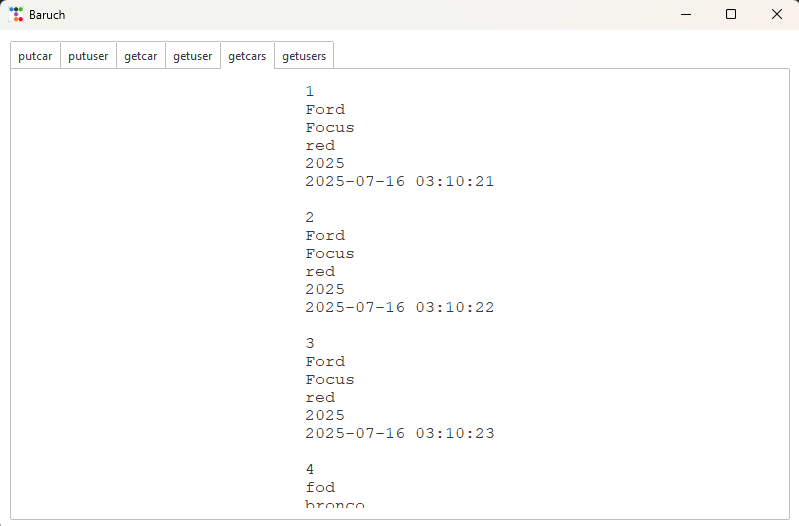 Baruch
putcar putuser getcar getuser getcars getusers
1
Ford
Focus
red
2025
2025-07-16 03:10:21
2
Ford
Focus
red
2025
2025-07-16 03:10:22
3
Ford
Focus
red
2025
2025-07-16 03:10:23
4
fod
bronco